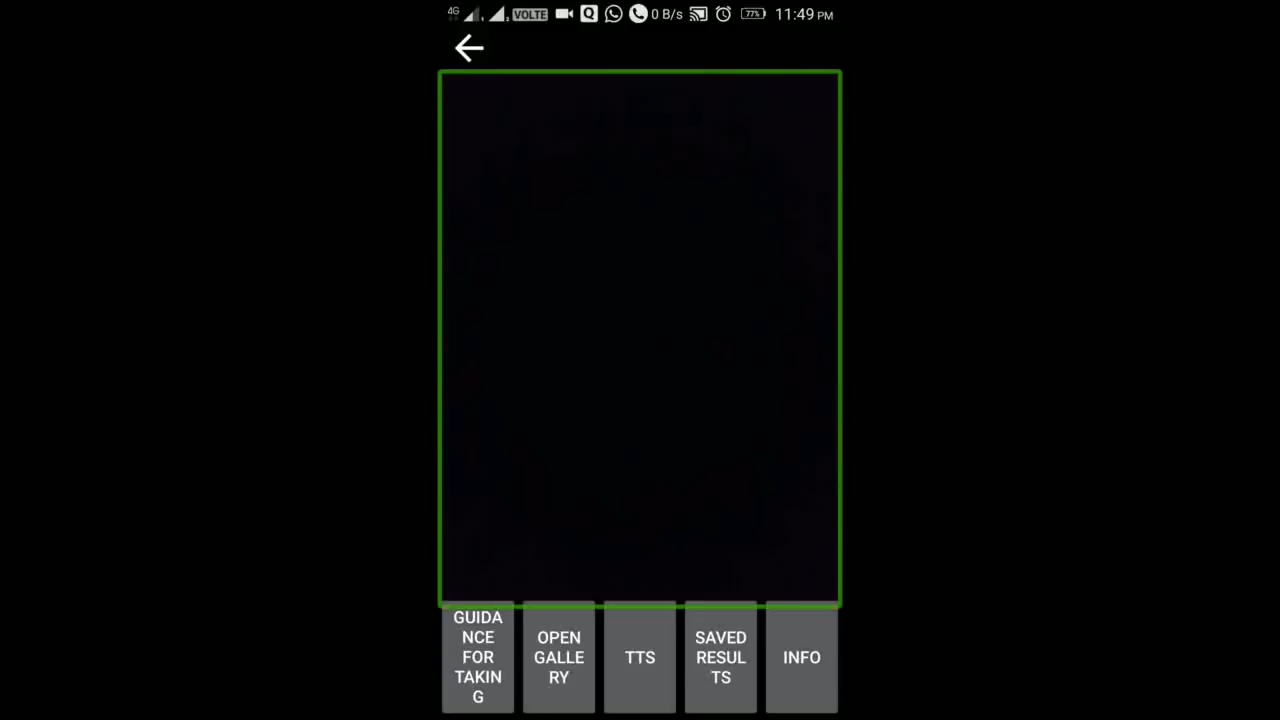 4G VOLTE Q 0 B/s 77% 11:49 PM
GUIDA
NCE
FOR
TAKIN
G
OPEN
GALLE
RY
TTS
SAVED
RESUL
TS
INFO